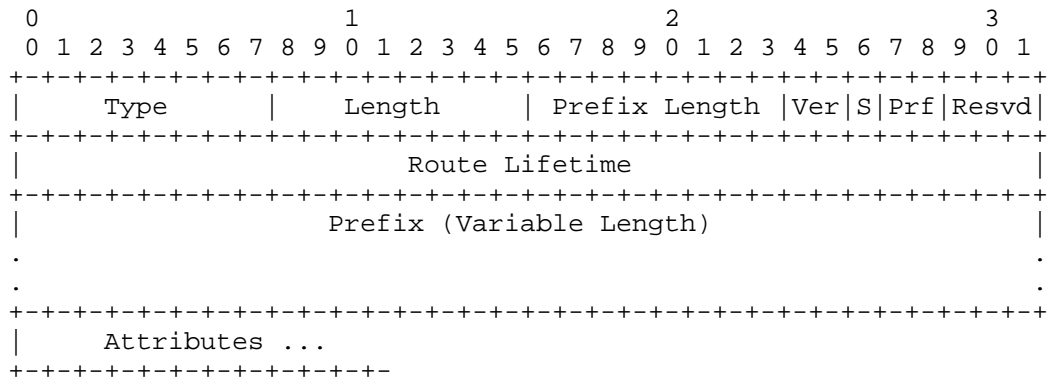 0                   1                   2                   3
 0 1 2 3 4 5 6 7 8 9 0 1 2 3 4 5 6 7 8 9 0 1 2 3 4 5 6 7 8 9 0 1
+-+-+-+-+-+-+-+-+-+-+-+-+-+-+-+-+-+-+-+-+-+-+-+-+-+-+-+-+-+-+-+-+
|     Type      |    Length     | Prefix Length |Ver|S|Prf|Resvd|
+-+-+-+-+-+-+-+-+-+-+-+-+-+-+-+-+-+-+-+-+-+-+-+-+-+-+-+-+-+-+-+-+
|                        Route Lifetime                         |
+-+-+-+-+-+-+-+-+-+-+-+-+-+-+-+-+-+-+-+-+-+-+-+-+-+-+-+-+-+-+-+-+
|                   Prefix (Variable Length)                    |
.                                                               .
.                                                               .
+-+-+-+-+-+-+-+-+-+-+-+-+-+-+-+-+-+-+-+-+-+-+-+-+-+-+-+-+-+-+-+-+
|     Attributes ...
+-+-+-+-+-+-+-+-+-+-+-+-